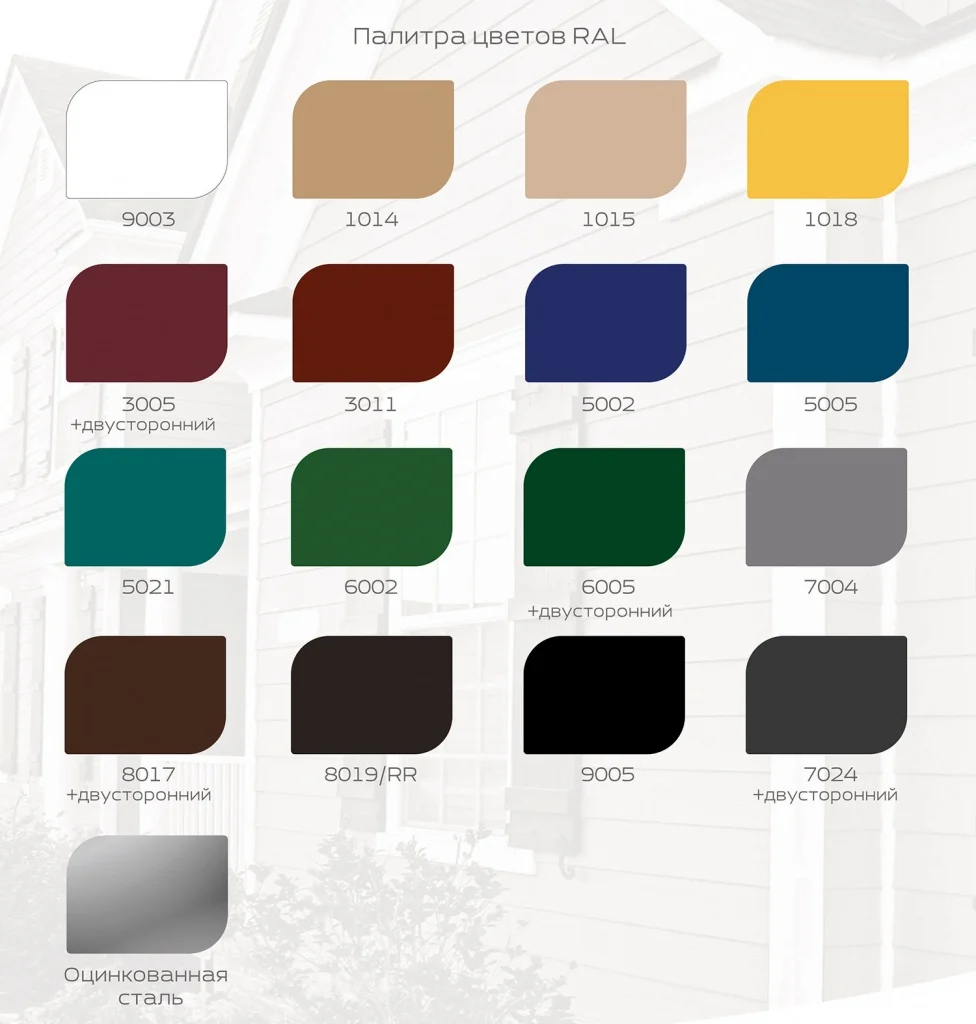 Палитра цветов RAL
9003
1014
1015
1018
3005
+двусторонний
3011
5002
5005
5021
6002
6005
+двусторонний
7004
8017
+двусторонний
8019/RR
9005
7024
+двусторонний
Оцинкованная
сталь